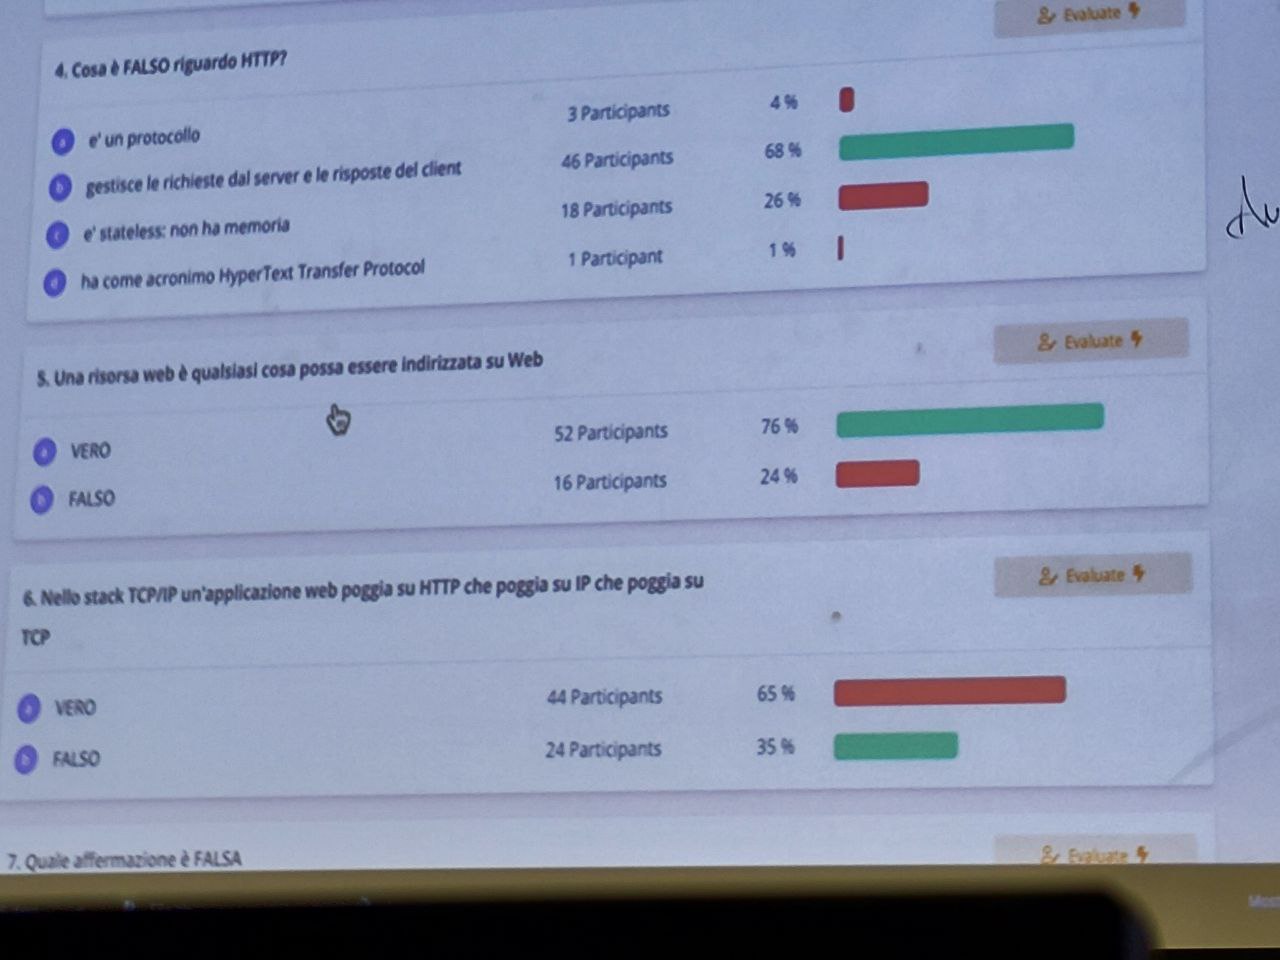 Evaluate
4. Cosa è FALSO riguardo HTTP?
a e' un protocollo 3 Participants 4 %
b gestisce le richieste dal server e le risposte del client 46 Participants 68 %
c e' stateless: non ha memoria 18 Participants 26 %
d ha come acronimo HyperText Transfer Protocol 1 Participant 1 %
Evaluate
5. Una risorsa web è qualsiasi cosa possa essere indirizzata su Web
a VERO 52 Participants 76 %
b FALSO 16 Participants 24 %
Evaluate
6. Nello stack TCP/IP un'applicazione web poggia su HTTP che poggia su IP che poggia su
TCP
a VERO 44 Participants 65 %
b FALSO 24 Participants 35 %
7. Quale affermazione è FALSA
Evaluate